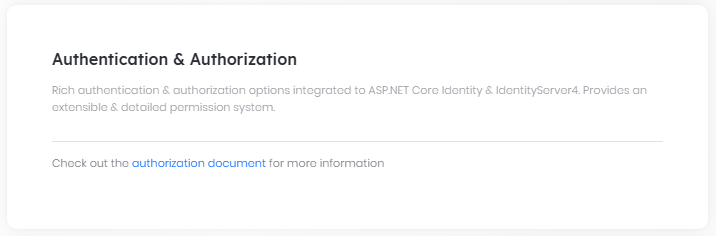 Authentication & Authorization
Rich authentication & authorization options integrated to ASP.NET Core Identity & IdentityServer4. Provides an
extensible & detailed permission system.
Check out the authorization document for more information